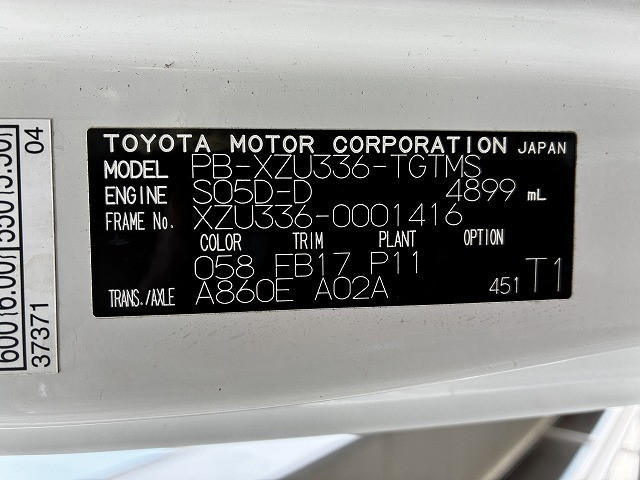 TOYOTA MOTOR CORPORATION JAPAN
MODEL PB-XZU336-TGTMS
ENGINE S05D-D 4899 mL
FRAME No. XZU336-0001416
COLOR TRIM PLANT OPTION
058 FB17 P11
TRANS./AXLE A860E A02A 451 T1
04
37371